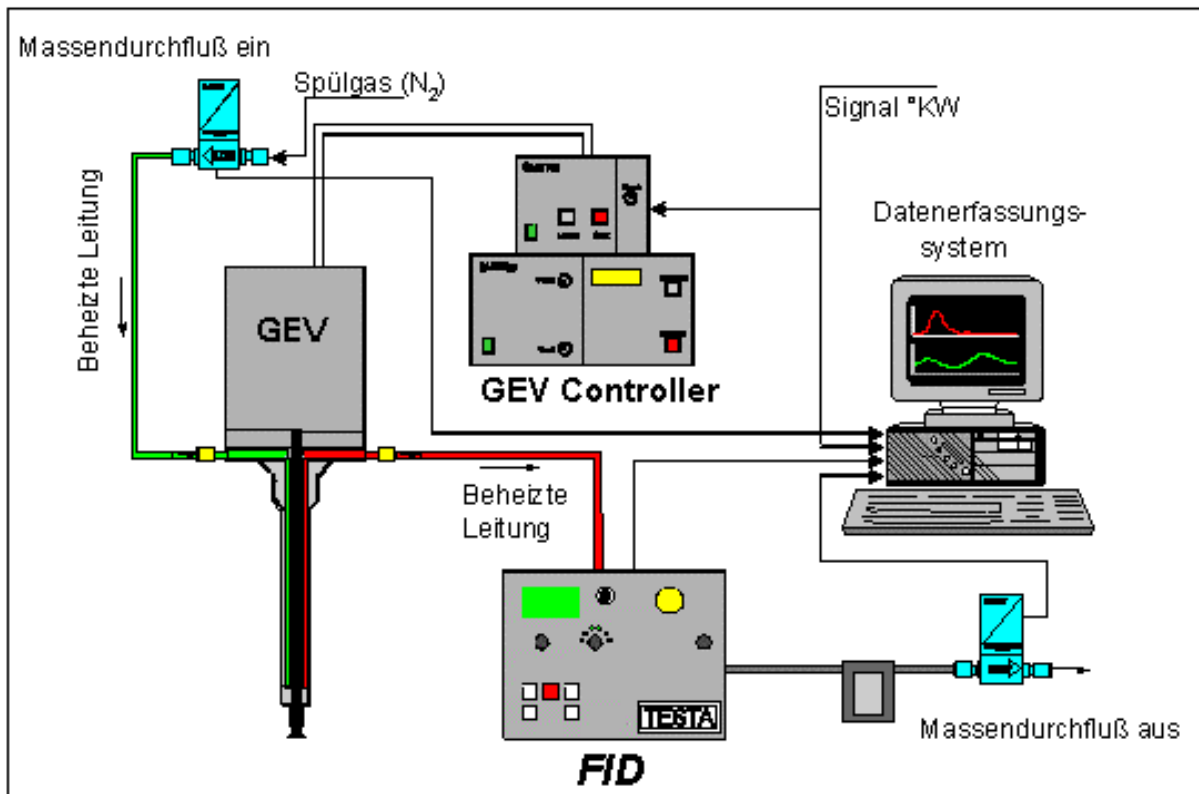 Massendurchfluß ein
Spülgas (N₂)
Signal °KW
Beheizte Leitung
Datenerfassungs-
system
GEV
GEV Controller
Beheizte
Leitung
TESTA
Massendurchfluß aus
FID